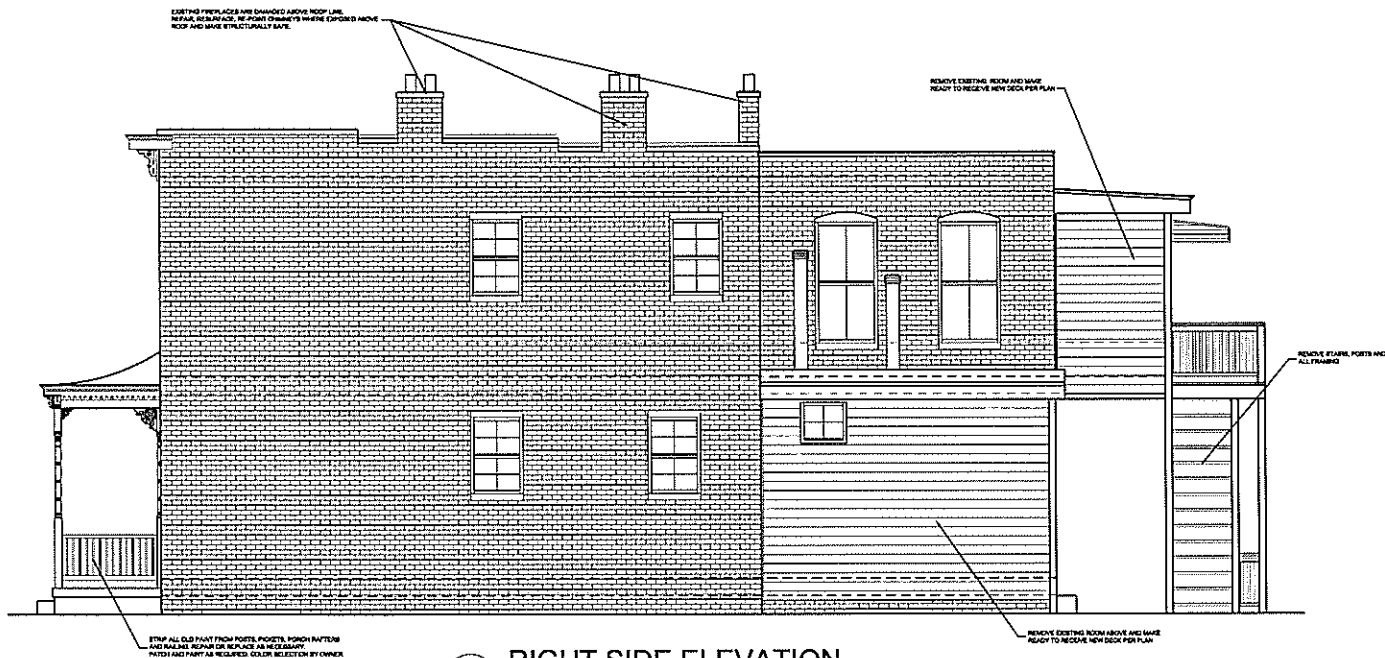 EXISTING FIREPLACES ARE DAMAGED ABOVE ROOF LINE.
REPAIR, RESURFACE, RE-POINT CHIMNEYS WHERE EXPOSED ABOVE
ROOF AND MAKE STRUCTURALLY SAFE.
REMOVE EXISTING ROOM AND MAKE
READY TO RECEIVE NEW DECK PER PLAN
REMOVE STAIRS, POSTS AND
ALL FRAMING
STRIP ALL OLD PAINT FROM POSTS, PICKETS, PORCH RAFTERS
AND RAILING. REPAIR OR REPLACE AS NECESSARY.
PATCH AND PAINT AS REQUIRED. COLOR SELECTION BY OWNER
REMOVE EXISTING ROOM ABOVE AND MAKE
READY TO RECEIVE NEW DECK PER PLAN
RIGHT SIDE ELEVATION